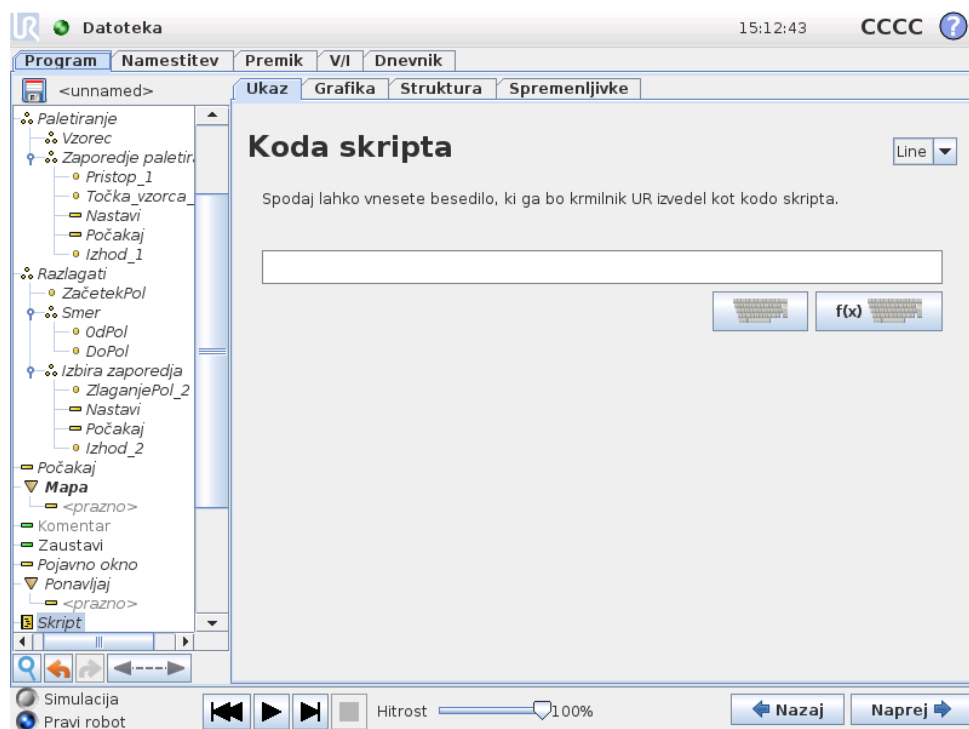 UR Datoteka 15:12:43 CCCC ?
Program Namestitev Premik V/I Dnevnik
<unnamed>
Ukaz Grafika Struktura Spremenljivke
Paletiranje
Vzorec
Zaporedje paletir
Pristop_1
Točka_vzorca_
Nastavi
Počakaj
Izhod_1
Razlagati
ZačetekPol
Smer
OdPol
DoPol
Izbira zaporedja
ZlaganjePol_2
Nastavi
Počakaj
Izhod_2
Počakaj
Mapa
<prazno>
Komentar
Zaustavi
Pojavno okno
Ponavljaj
<prazno>
Skript
Koda skripta
Line
Spodaj lahko vnesete besedilo, ki ga bo krmilnik UR izvedel kot kodo skripta.
f(x)
Simulacija
Pravi robot
Hitrost 100%
Nazaj Naprej